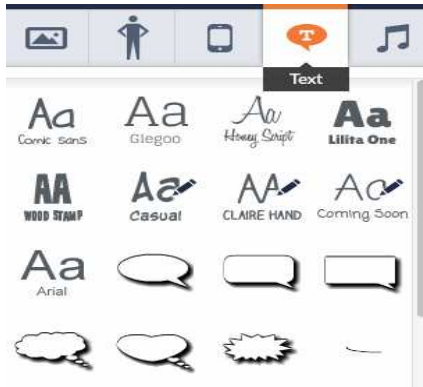 T
Text
Aa Aa Aa Aa
Comic Sans Glegoo Honey Script Lilita One
AA Aa AA Aa
WOOD STAMP Casual CLAIRE HAND Coming Soon
Aa
Arial